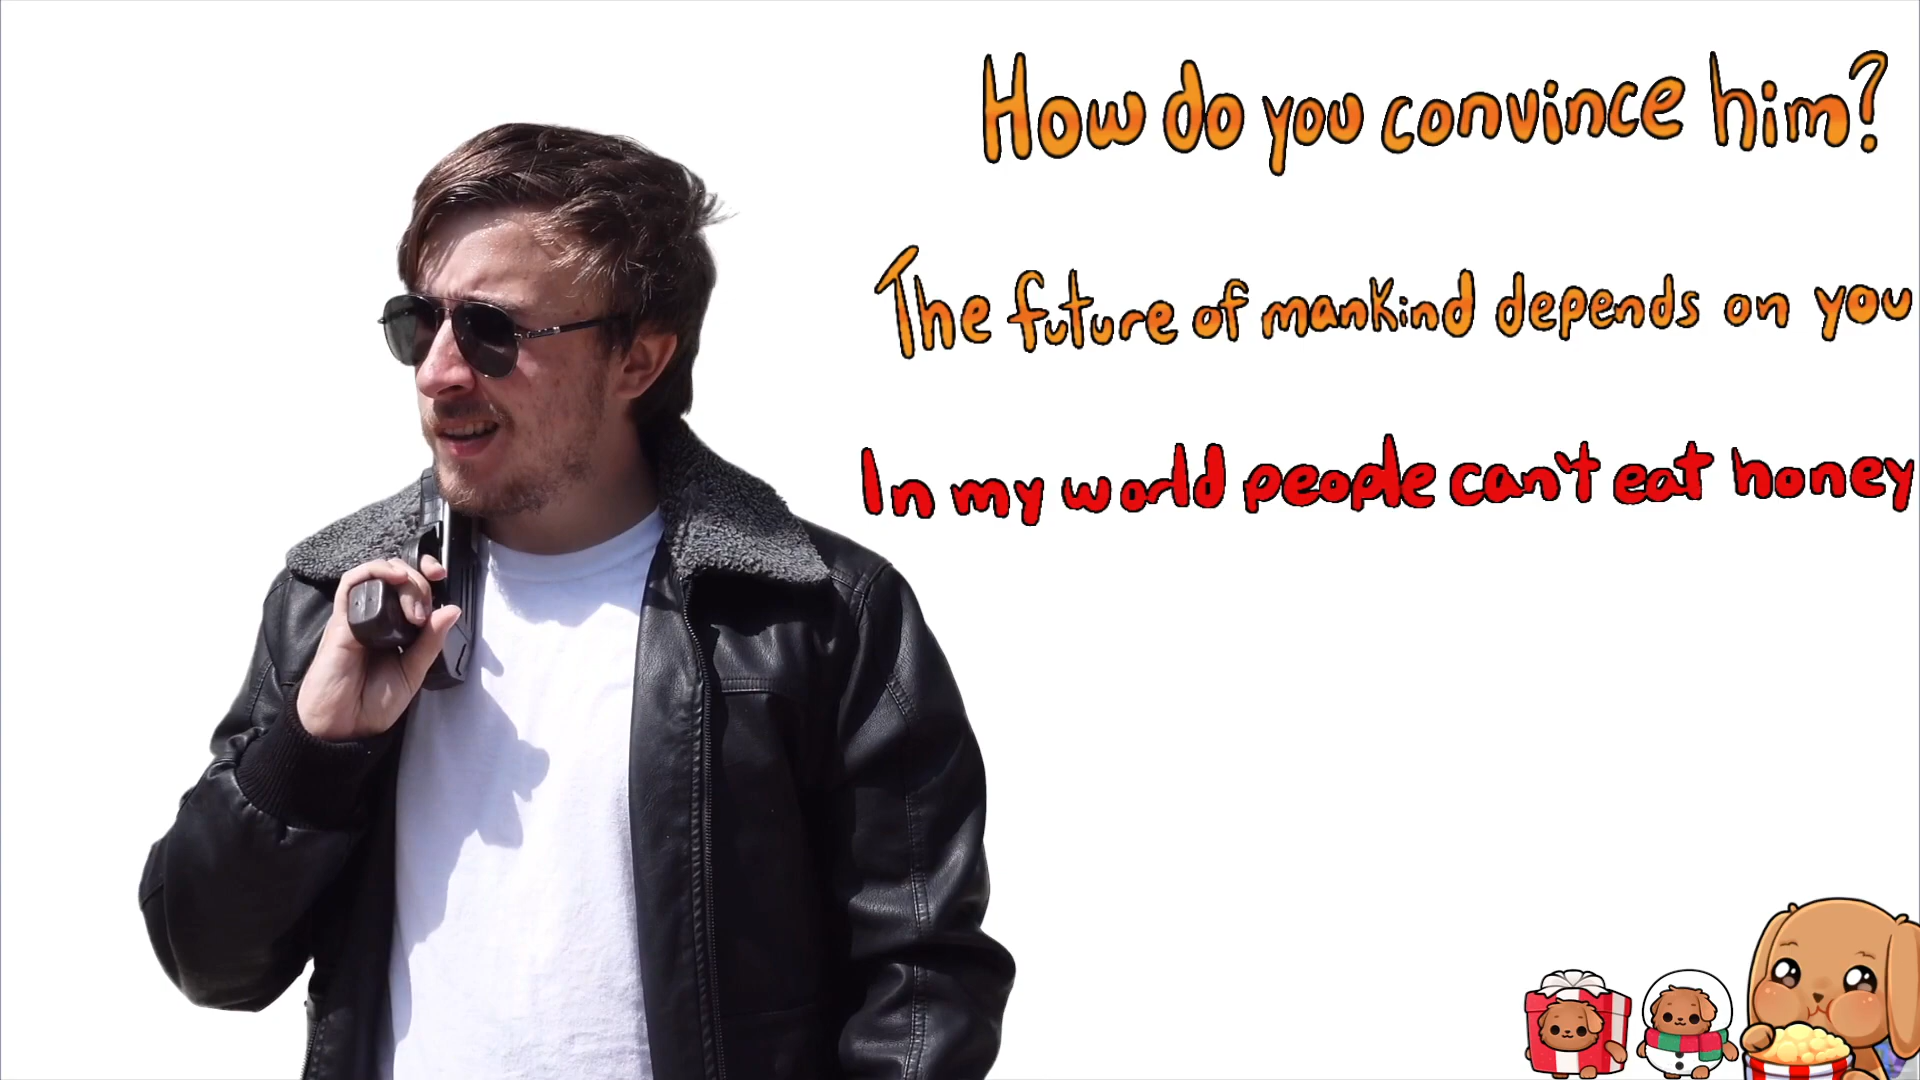 How do you convince him?
The future of mankind depends on you
In my world people can't eat honey